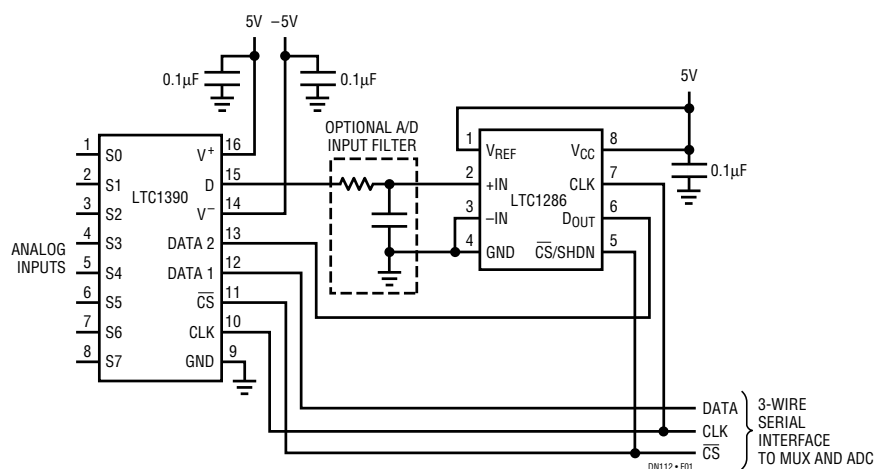 5V –5V
0.1µF
0.1µF
5V
OPTIONAL A/D
INPUT FILTER
ANALOG
INPUTS
1 S0 V+ 16
2 S1 D 15
3 S2 V– 14
4 S3 DATA 2 13
5 S4 DATA 1 12
6 S5 CS 11
7 S6 CLK 10
8 S7 GND 9
LTC1390
1 VREF VCC 8
2 +IN CLK 7
3 –IN DOUT 6
4 GND CS/SHDN 5
LTC1286
0.1µF
DATA
CLK
CS
3-WIRE
SERIAL
INTERFACE
TO MUX AND ADC
DN112 • F01